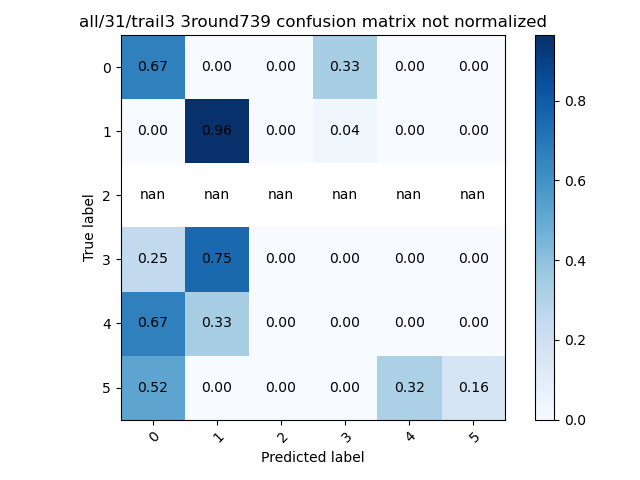 all/31/trail3 3round739 confusion matrix not normalized
0 0.67 0.00 0.00 0.33 0.00 0.00
1 0.00 0.96 0.00 0.04 0.00 0.00
2 nan nan nan nan nan nan
3 0.25 0.75 0.00 0.00 0.00 0.00
4 0.67 0.33 0.00 0.00 0.00 0.00
5 0.52 0.00 0.00 0.00 0.32 0.16
0 1 2 3 4 5
True label
Predicted label
0.8
0.6
0.4
0.2
0.0